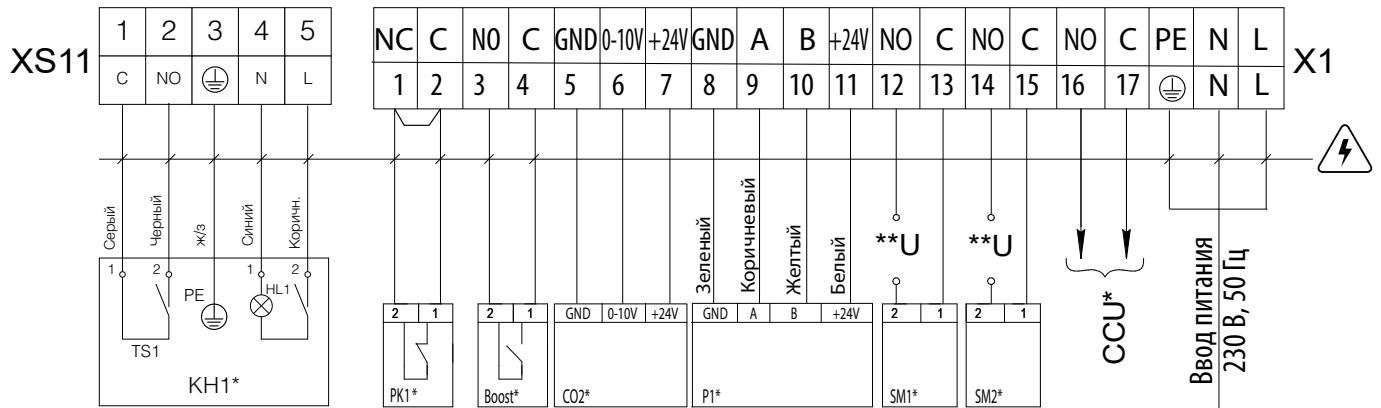 XS11
1 2 3 4 5
C NO N L
NC C NO C GND 0-10V +24V GND A B +24V NO C NO C NO C PE N L
1 2 3 4 5 6 7 8 9 10 11 12 13 14 15 16 17 N L
X1
Серый
Черный
ж/з
Синий
Коричн.
Зеленый
Коричневый
Желтый
Белый
**U
**U
CCU*
Ввод питания
230 В, 50 Гц
1 2 PE 1 HL1 2
TS1
KH1*
2 1
PK1*
2 1
Boost*
GND 0-10V +24V
CO2*
GND A B +24V
P1*
2 1
SM1*
2 1
SM2*